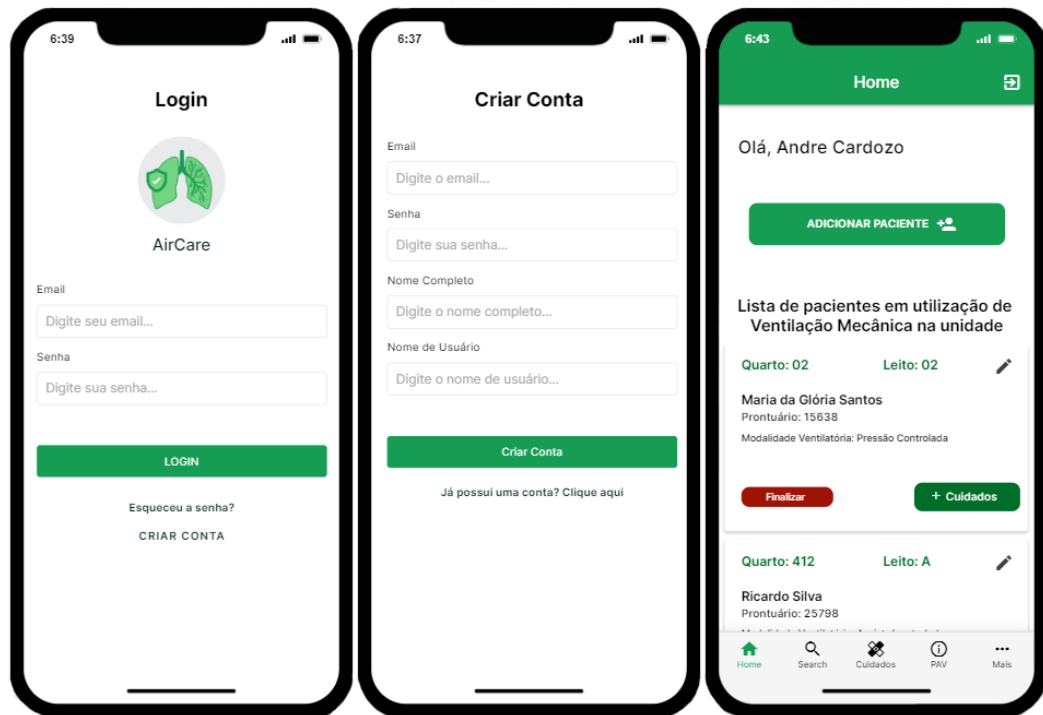 6:39
Login
AirCare
Email
Digite seu email...
Senha
Digite sua senha...
LOGIN
Esqueceu a senha?
CRIAR CONTA
6:37
Criar Conta
Email
Digite o email...
Senha
Digite sua senha...
Nome Completo
Digite o nome completo...
Nome de Usuário
Digite o nome de usuário...
Criar Conta
Já possui uma conta? Clique aqui
6:43
Home
Olá, Andre Cardozo
ADICIONAR PACIENTE
Lista de pacientes em utilização de
Ventilação Mecânica na unidade
Quarto: 02 Leito: 02
Maria da Glória Santos
Prontuário: 15638
Modalidade Ventilatória: Pressão Controlada
Finalizar + Cuidados
Quarto: 412 Leito: A
Ricardo Silva
Prontuário: 25798
Home Search Cuidados PAV Mais